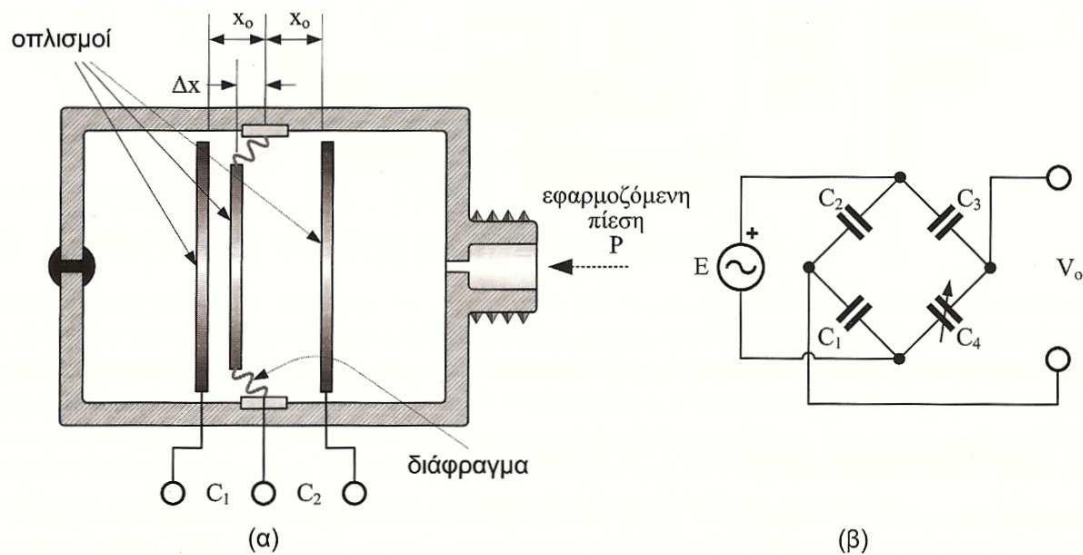 x₀ x₀
οπλισμοί
Δx
εφαρμοζόμενη
πίεση
P
C₁ C₂
διάφραγμα
(α)
C₂ C₃
+
E
V₀
C₁ C₄
(β)